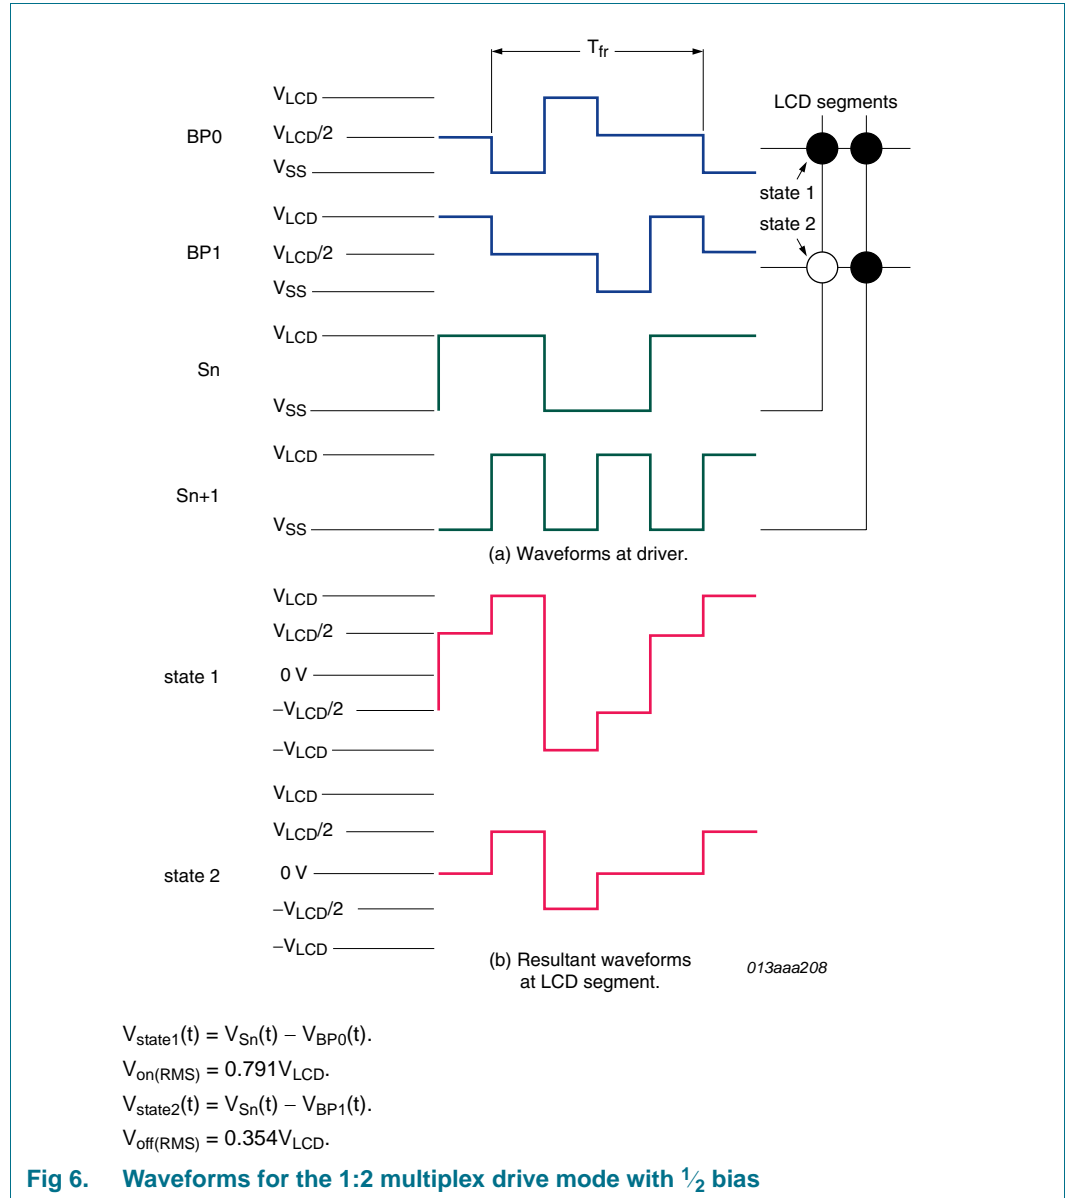 Tfr
VLCD
BP0
VLCD/2
VSS
LCD segments
state 1
state 2
VLCD
BP1
VLCD/2
VSS
VLCD
Sn
VSS
VLCD
Sn+1
VSS
(a) Waveforms at driver.
VLCD
VLCD/2
state 1
0 V
−VLCD/2
−VLCD
VLCD
VLCD/2
state 2
0 V
−VLCD/2
−VLCD
(b) Resultant waveforms
at LCD segment.
013aaa208
Vstate1(t) = VSn(t) − VBP0(t).
Von(RMS) = 0.791VLCD.
Vstate2(t) = VSn(t) − VBP1(t).
Voff(RMS) = 0.354VLCD.
Fig 6. Waveforms for the 1:2 multiplex drive mode with 1⁄2 bias